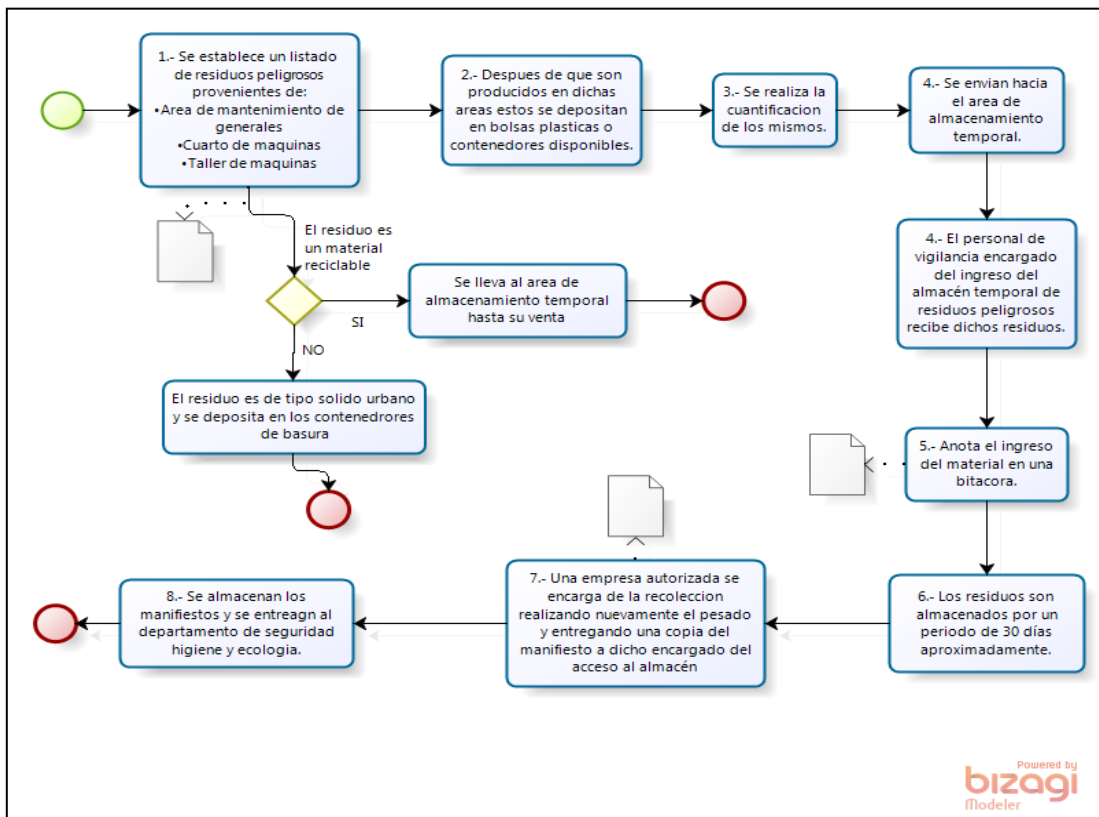 1.- Se establece un listado
de residuos peligrosos
provenientes de:
•Area de mantenimiento de
generales
•Cuarto de maquinas
•Taller de maquinas
2.- Despues de que son
producidos en dichas
areas estos se depositan
en bolsas plasticas o
contenedores disponibles.
3.- Se realiza la
cuantificacion
de los mismos.
4.- Se envian hacia
el area de
almacenamiento
temporal.
El residuo es
un material
reciclable
SI
Se lleva al area de
almacenamiento temporal
hasta su venta
NO
El residuo es de tipo solido urbano
y se deposita en los contenedrores
de basura
4.- El personal de
vigilancia encargado
del ingreso del
almacén temporal de
residuos peligrosos
recibe dichos residuos.
5.- Anota el ingreso
del material en una
bitacora.
6.- Los residuos son
almacenados por un
periodo de 30 días
aproximadamente.
7.- Una empresa autorizada se
encarga de la recoleccion
realizando nuevamente el pesado
y entregando una copia del
manifiesto a dicho encargado del
acceso al almacén
8.- Se almacenan los
manifiestos y se entreagn al
departamento de seguridad
higiene y ecologia.
Powered by
bizagi
Modeler